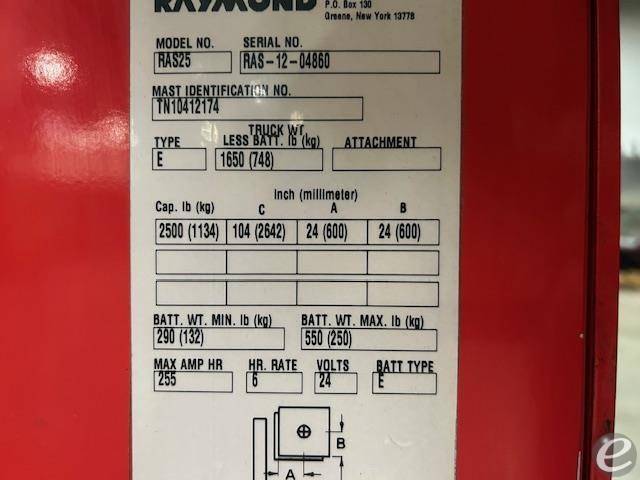 RAYMOND
P.O. Box 130
Greene, New York 13778
MODEL NO. SERIAL NO.
RAS25 RAS-12-04860
MAST IDENTIFICATION NO.
TN10412174
TRUCK WT.
TYPE LESS BATT. lb (kg) ATTACHMENT
E 1650 (748)
inch (millimeter)
Cap. lb (kg) C A B
2500 (1134) 104 (2642) 24 (600) 24 (600)
BATT. WT. MIN. lb (kg) BATT. WT. MAX. lb (kg)
290 (132) 550 (250)
MAX AMP HR HR. RATE VOLTS BATT TYPE
255 6 24 E
B
A
e